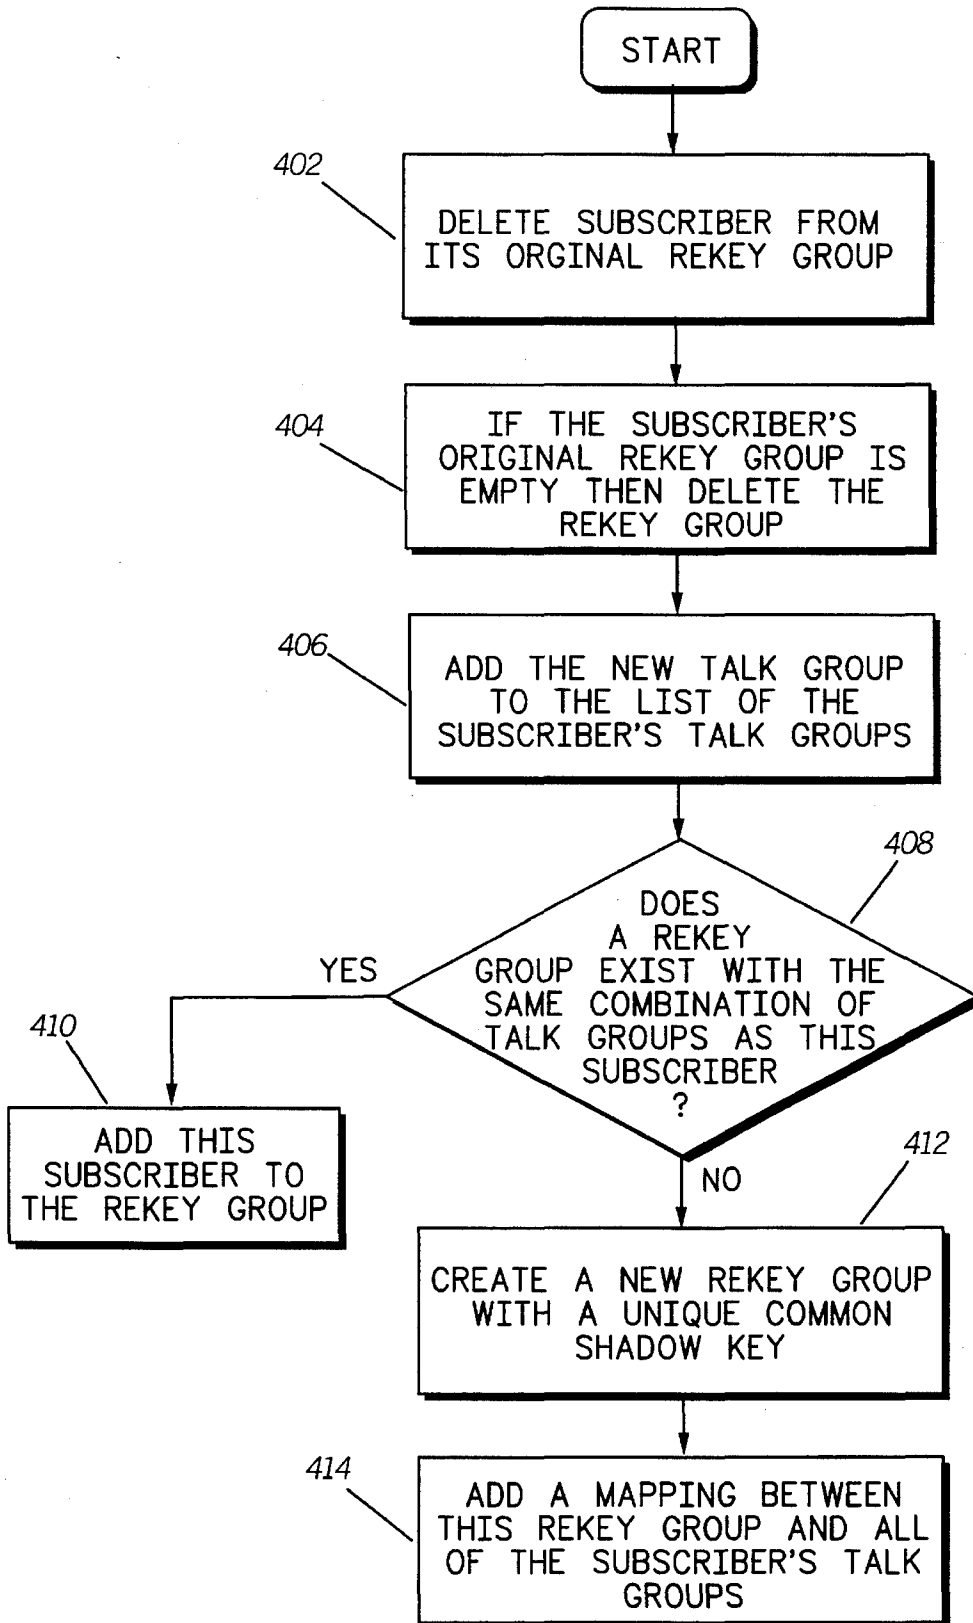 START
402
DELETE SUBSCRIBER FROM
ITS ORGINAL REKEY GROUP
404
IF THE SUBSCRIBER'S
ORIGINAL REKEY GROUP IS
EMPTY THEN DELETE THE
REKEY GROUP
406
ADD THE NEW TALK GROUP
TO THE LIST OF THE
SUBSCRIBER'S TALK GROUPS
408
DOES
A REKEY
GROUP EXIST WITH THE
SAME COMBINATION OF
TALK GROUPS AS THIS
SUBSCRIBER
?
YES
410
ADD THIS
SUBSCRIBER TO
THE REKEY GROUP
NO
412
CREATE A NEW REKEY GROUP
WITH A UNIQUE COMMON
SHADOW KEY
414
ADD A MAPPING BETWEEN
THIS REKEY GROUP AND ALL
OF THE SUBSCRIBER'S TALK
GROUPS